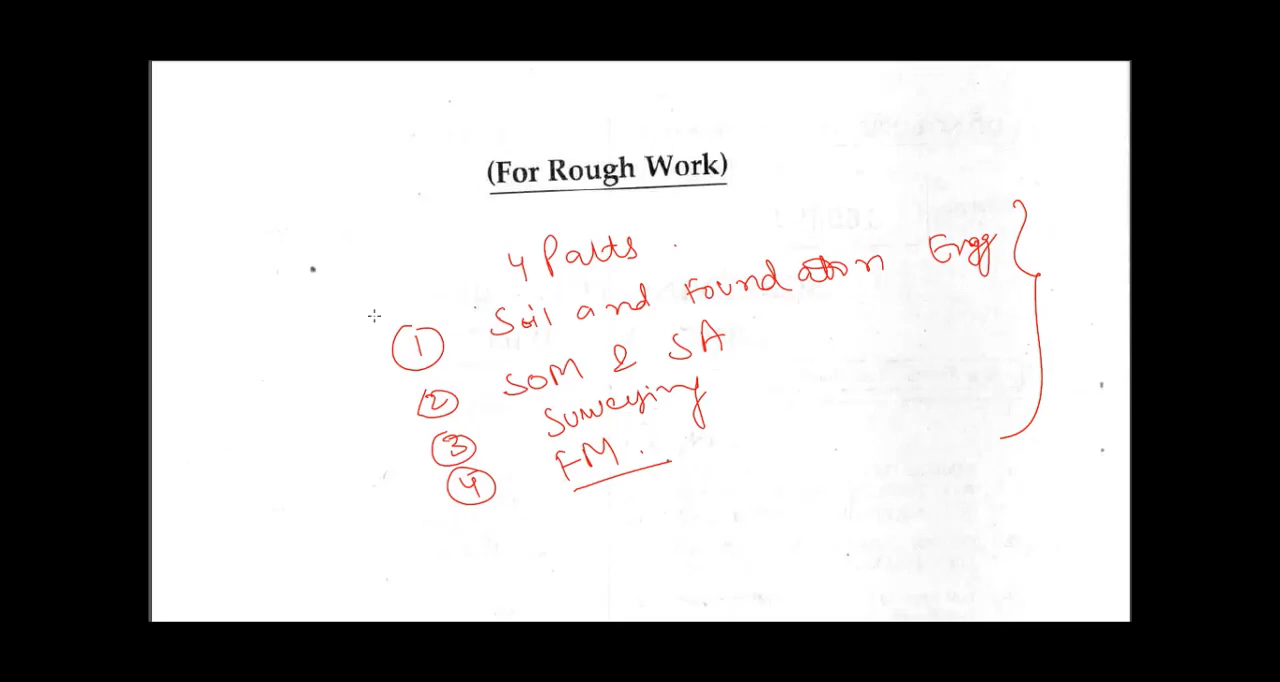 (For Rough Work)
4 Parts.
① Soil and Foundation Engg
② SOM & SA
③ Surveying
④ FM.